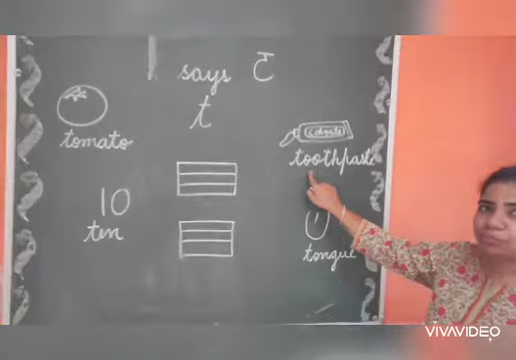 says ट
t
tomato
Colgate
toothpaste
10
ten
tongue
VIVAVIDEO